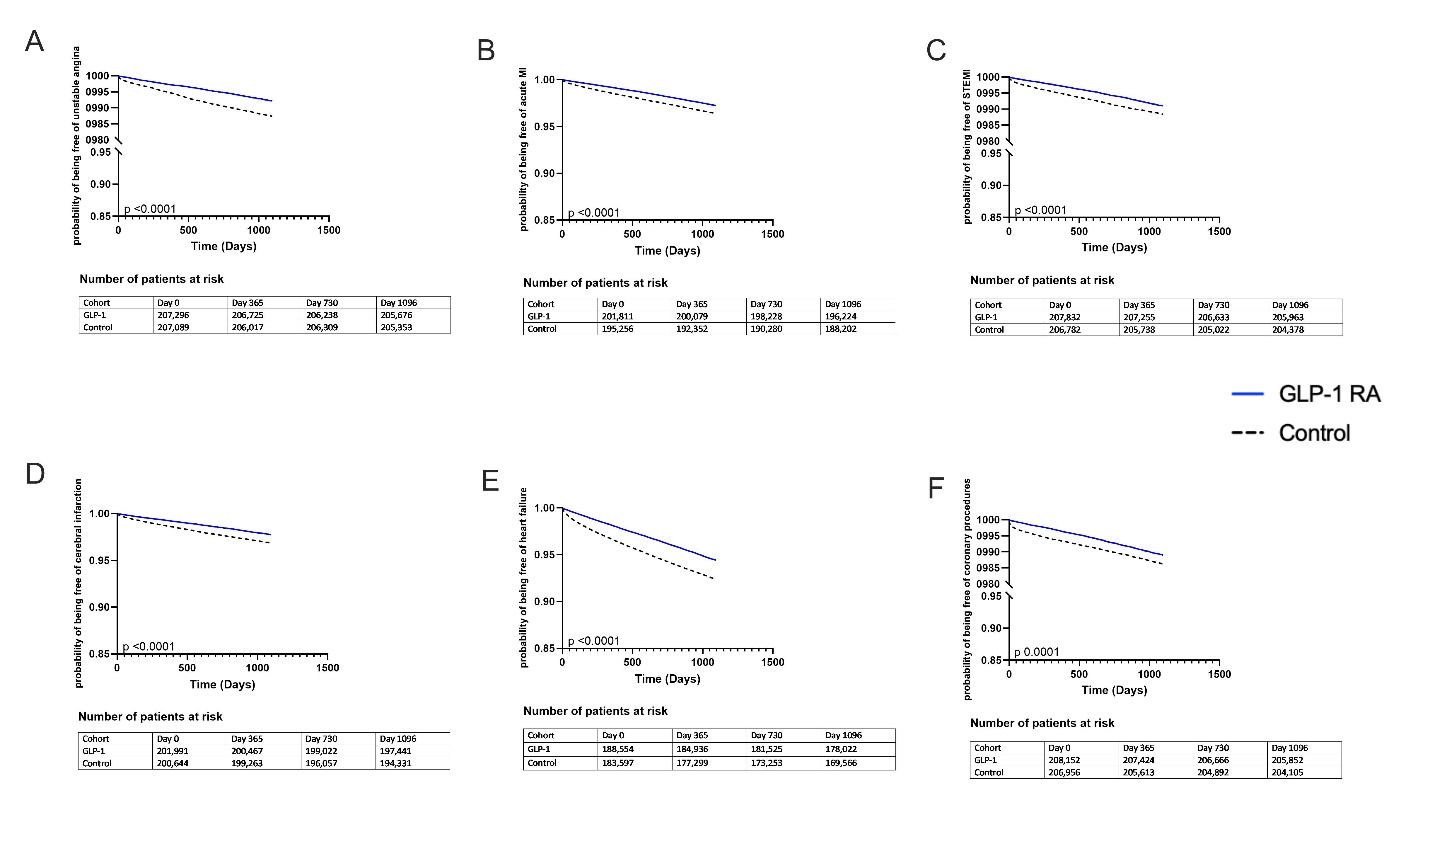 A
probability of being free of unstable angina
1000
0995
0990
0985
0980
0.95
0.90
0.85
p <0.0001
0 500 1000 1500
Time (Days)
Number of patients at risk
Cohort Day 0 Day 365 Day 730 Day 1096
GLP-1 207,296 206,725 206,238 205,676
Control 207,089 206,017 206,309 205,353
B
probability of being free of acute MI
1.00
0.95
0.90
0.85
p <0.0001
0 500 1000 1500
Time (Days)
Number of patients at risk
Cohort Day 0 Day 365 Day 730 Day 1096
GLP-1 201,811 200,079 198,228 196,224
Control 195,256 192,352 190,280 188,202
C
probability of being free of STEMI
1000
0995
0990
0985
0980
0.95
0.90
0.85
p <0.0001
0 500 1000 1500
Time (Days)
Number of patients at risk
Cohort Day 0 Day 365 Day 730 Day 1096
GLP-1 207,832 207,255 206,633 205,963
Control 206,782 205,738 205,022 204,378
GLP-1 RA
Control
D
probability of being free of cerebral infarction
1.00
0.95
0.90
0.85
p <0.0001
0 500 1000 1500
Time (Days)
Number of patients at risk
Cohort Day 0 Day 365 Day 730 Day 1096
GLP-1 201,991 200,467 199,022 197,441
Control 200,644 199,263 196,057 194,331
E
probability of being free of heart failure
1.00
0.95
0.90
0.85
p <0.0001
0 500 1000 1500
Time (Days)
Number of patients at risk
Cohort Day 0 Day 365 Day 730 Day 1096
GLP-1 188,554 184,936 181,525 178,022
Control 183,597 177,299 173,253 169,566
F
probability of being free of coronary procedures
1000
0995
0990
0985
0980
0.95
0.90
0.85
p 0.0001
0 500 1000 1500
Time (Days)
Number of patients at risk
Cohort Day 0 Day 365 Day 730 Day 1096
GLP-1 208,152 207,424 206,666 205,852
Control 206,956 205,613 204,892 204,105